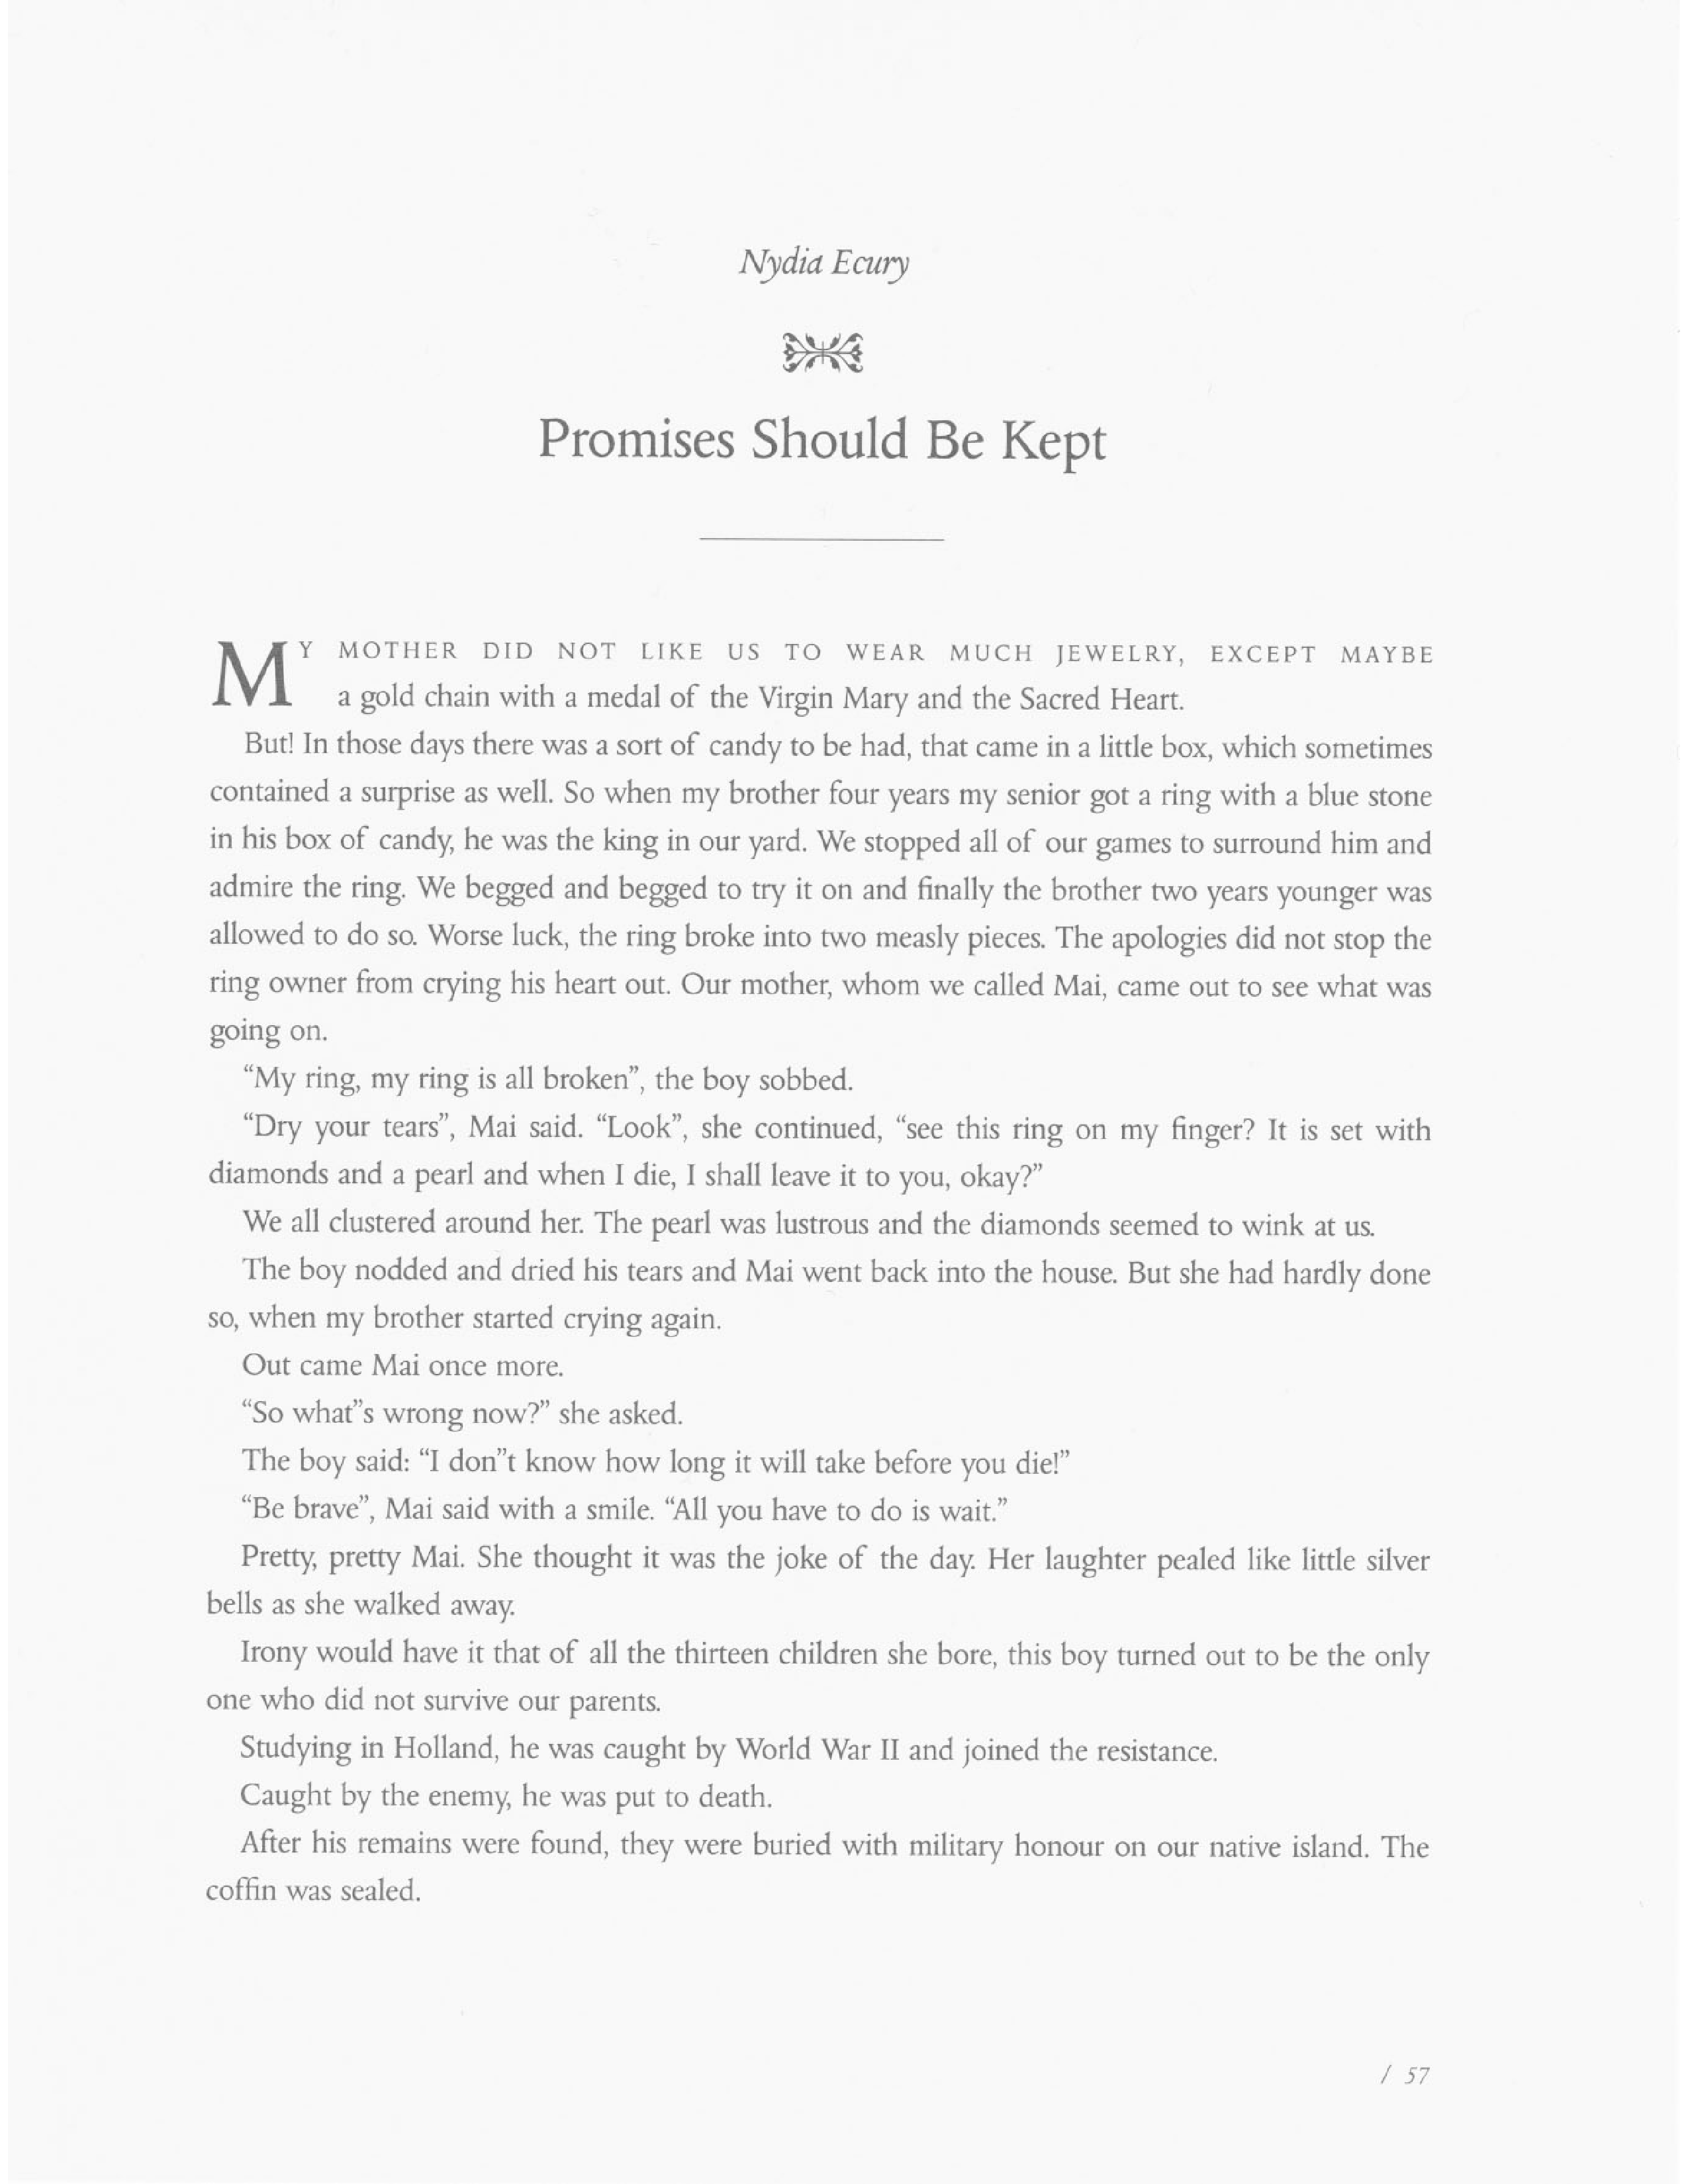 Nydia Ecury
Promises Should Be Kept
MY MOTHER DID NOT LIKE US TO WEAR MUCH JEWELRY, EXCEPT MAYBE
a gold chain with a medal of the Virgin Mary and the Sacred Heart.
But! In those days there was a sort of candy to be had, that came in a little box, which sometimes
contained a surprise as well. So when my brother four years my senior got a ring with a blue stone
in his box of candy, he was the king in our yard. We stopped all of our games to surround him and
admire the ring. We begged and begged to try it on and finally the brother two years younger was
allowed to do so. Worse luck, the ring broke into two measly pieces. The apologies did not stop the
ring owner from crying his heart out. Our mother, whom we called Mai, came out to see what was
going on.
“My ring, my ring is all broken”, the boy sobbed.
“Dry your tears”, Mai said. “Look”, she continued, “see this ring on my finger? It is set with
diamonds and a pearl and when I die, I shall leave it to you, okay?”
We all clustered around her. The pearl was lustrous and the diamonds seemed to wink at us.
The boy nodded and dried his tears and Mai went back into the house. But she had hardly done
so, when my brother started crying again.
Out came Mai once more.
“So what”s wrong now?” she asked.
The boy said: “I don”t know how long it will take before you die!”
“Be brave”, Mai said with a smile. “All you have to do is wait.”
Pretty, pretty Mai. She thought it was the joke of the day. Her laughter pealed like little silver
bells as she walked away.
Irony would have it that of all the thirteen children she bore, this boy turned out to be the only
one who did not survive our parents.
Studying in Holland, he was caught by World War II and joined the resistance.
Caught by the enemy, he was put to death.
After his remains were found, they were buried with military honour on our native island. The
coffin was sealed.
/ 57